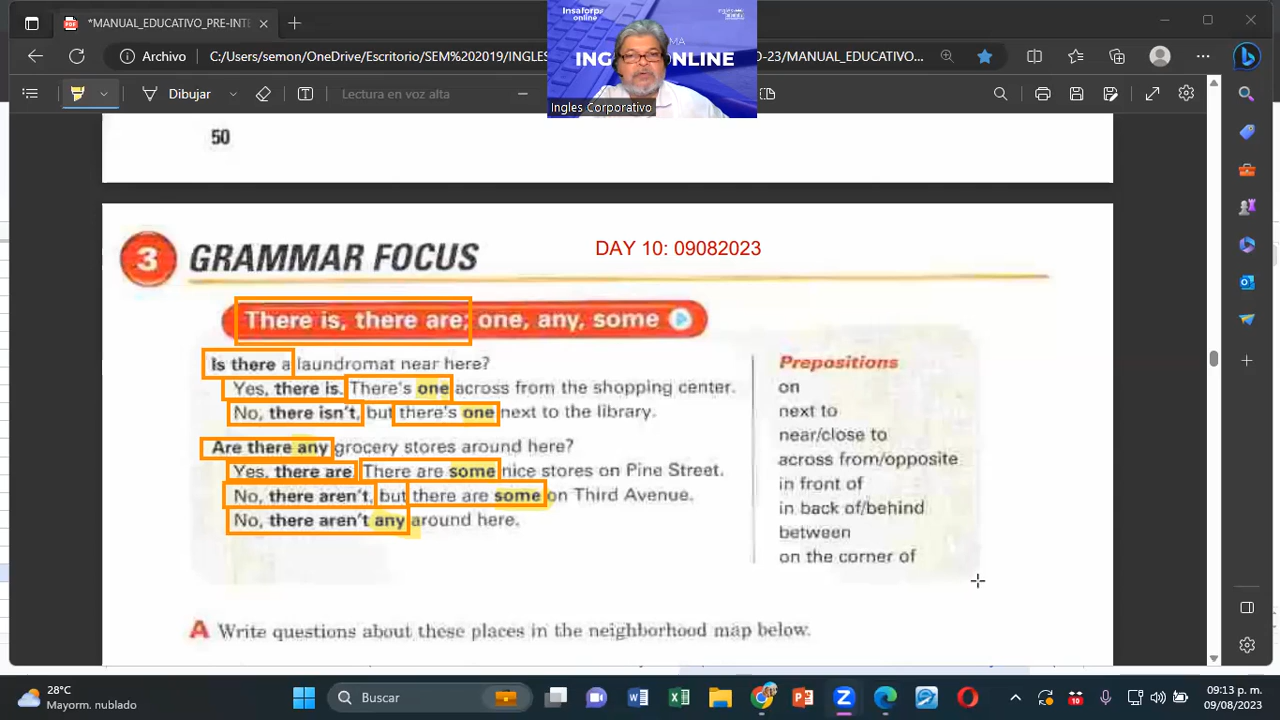 *MANUAL_EDUCATIVO_PRE-INTE
Insaforp
online
Archivo
C:/Users/semon/OneDrive/Escritorio/SEM%202019/INGLES
O-23/MANUAL_EDUCATIVO...
MA
ING NLINE
Ingles Corporativo
Dibujar
Lectura en voz alta
50
3 GRAMMAR FOCUS
DAY 10: 09082023
There is, there are; one, any, some
Is there a laundromat near here?
Yes, there is. There's one across from the shopping center.
No, there isn't, but there's one next to the library.
Are there any grocery stores around here?
Yes, there are. There are some nice stores on Pine Street.
No, there aren't, but there are some on Third Avenue.
No, there aren't any around here.
Prepositions
on
next to
near/close to
across from/opposite
in front of
in back of/behind
between
on the corner of
A Write questions about these places in the neighborhood map below.
28°C
Mayorm. nublado
Buscar
10
09:13 p. m.
09/08/2023